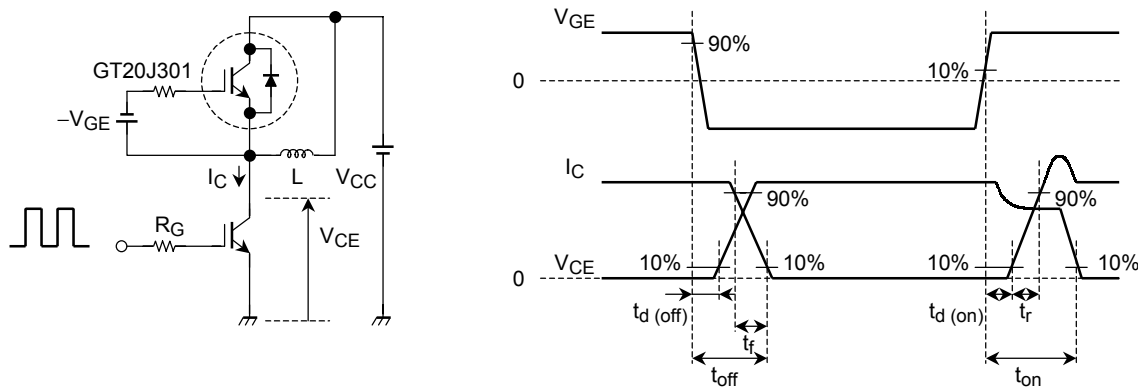 GT20J301
−VGE
IC
L
VCC
RG
VCE
VGE
90%
0
10%
IC
90%
90%
VCE
0
10%
10%
10%
10%
td (off)
tf
toff
td (on)
tr
ton